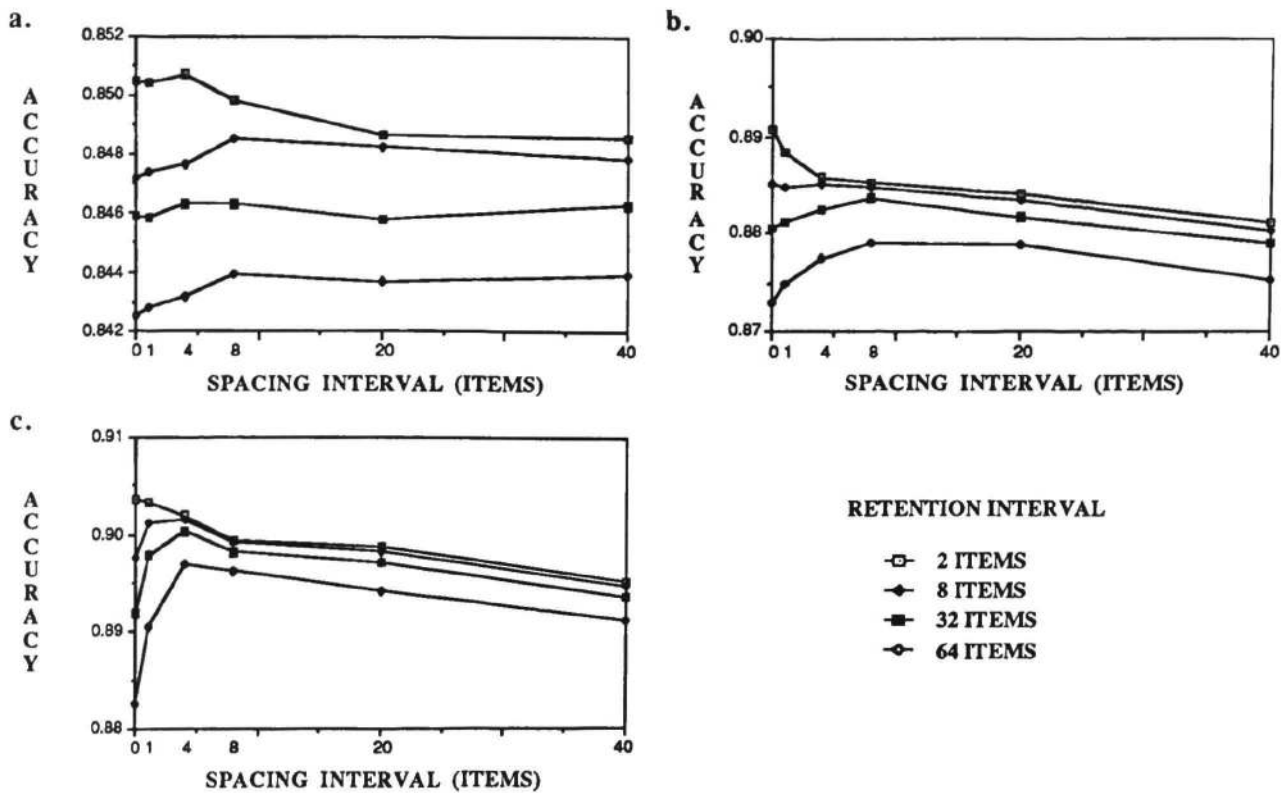 a.
0.852
0.850
0.848
0.846
0.844
0.842
ACCURACY
0 1 4 8 20 40
SPACING INTERVAL (ITEMS)
b.
0.90
0.89
0.88
0.87
ACCURACY
0 1 4 8 20 40
SPACING INTERVAL (ITEMS)
c.
0.91
0.90
0.89
0.88
ACCURACY
0 1 4 8 20 40
SPACING INTERVAL (ITEMS)
RETENTION INTERVAL
2 ITEMS
8 ITEMS
32 ITEMS
64 ITEMS